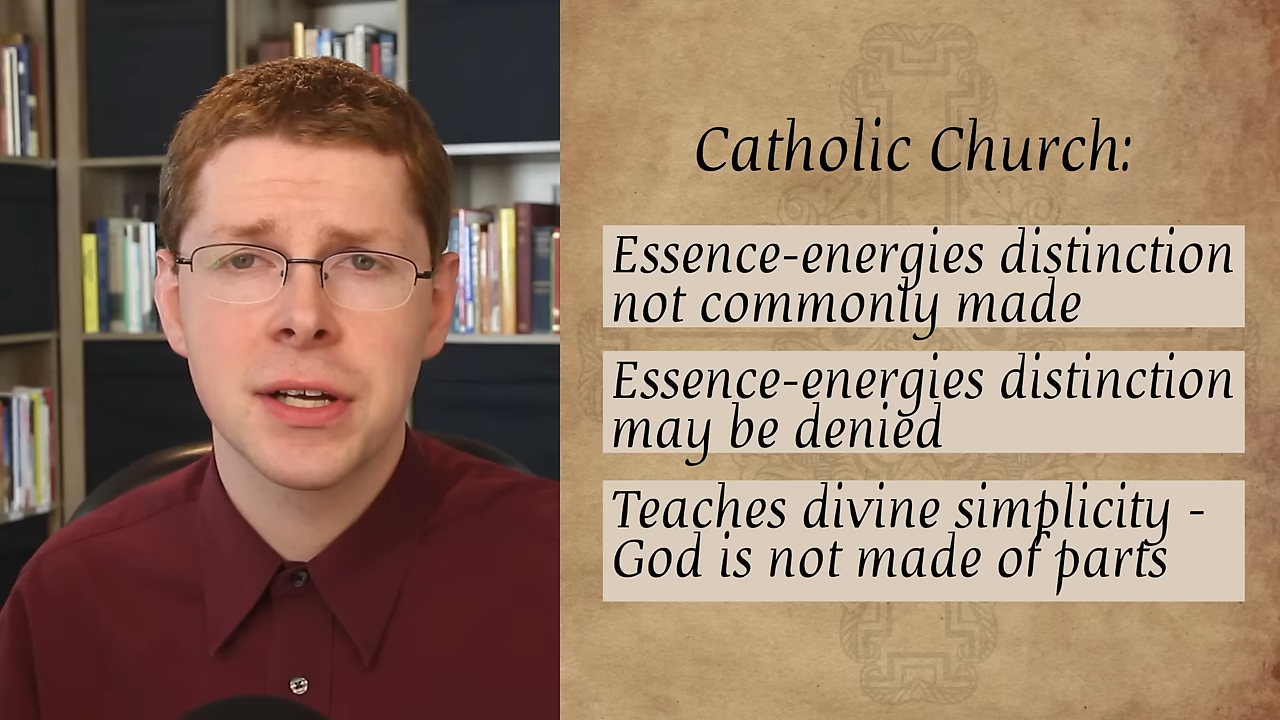 Catholic Church:
Essence-energies distinction
not commonly made
Essence-energies distinction
may be denied
Teaches divine simplicity -
God is not made of parts